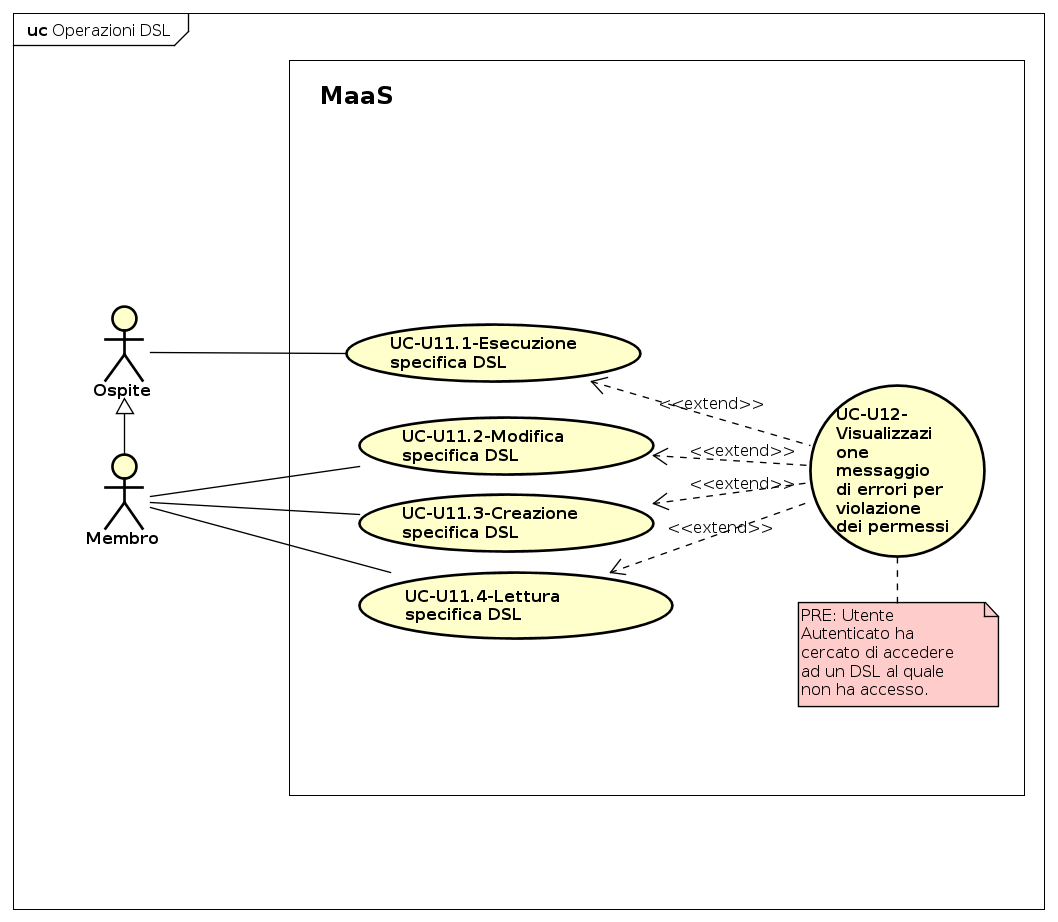 uc Operazioni DSL
MaaS
Ospite
Membro
UC-U11.1-Esecuzione
specifica DSL
UC-U11.2-Modifica
specifica DSL
UC-U11.3-Creazione
specifica DSL
UC-U11.4-Lettura
specifica DSL
<<extend>>
<<extend>>
<<extend>>
<<extend>>
UC-U12-
Visualizzazi
one
messaggio
di errori per
violazione
dei permessi
PRE: Utente
Autenticato ha
cercato di accedere
ad un DSL al quale
non ha accesso.